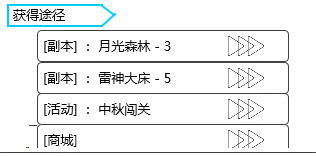 获得途径
[副本] ： 月光森林 - 3
[副本] ： 雷神大床 - 5
[活动] ： 中秋闯关
[商城]